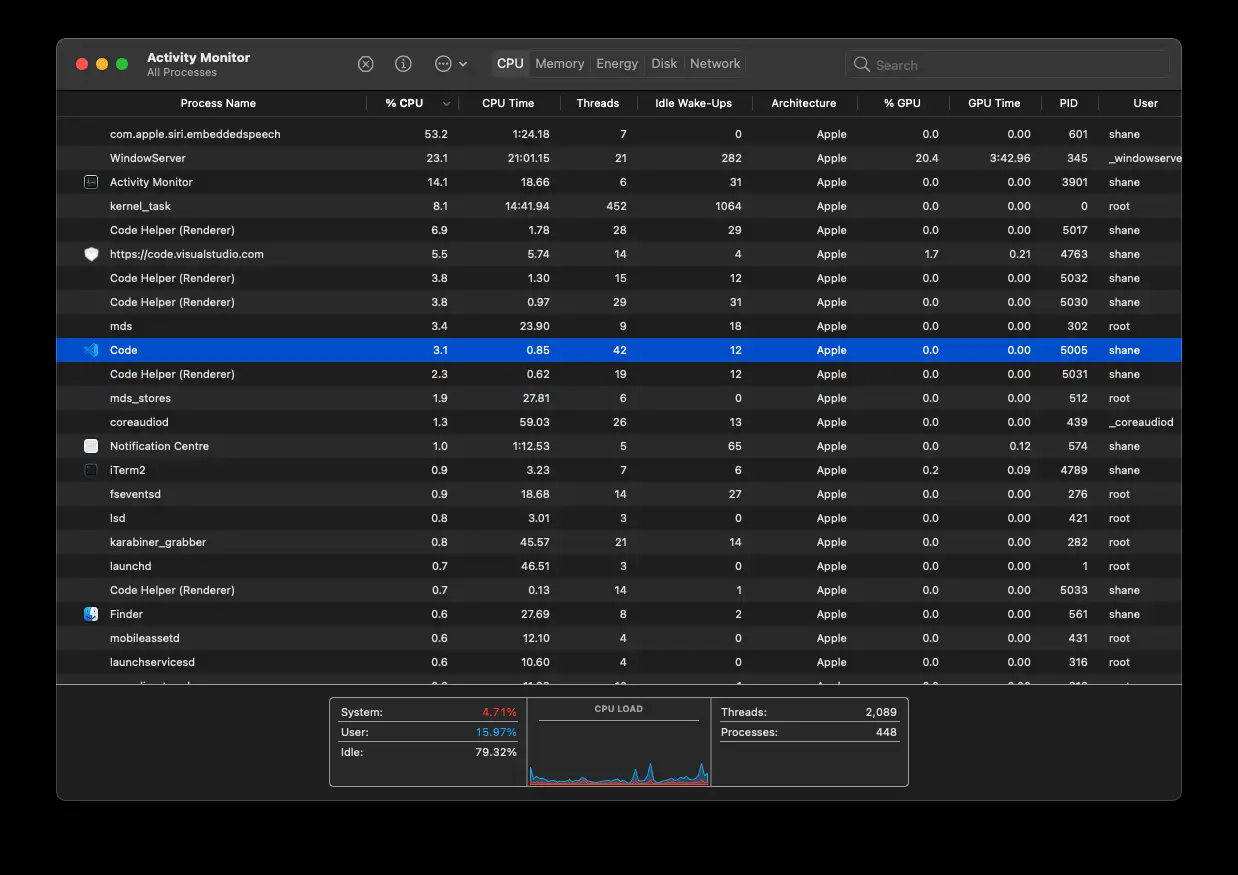 Activity Monitor
All Processes
CPU Memory Energy Disk Network
Search
Process Name % CPU CPU Time Threads Idle Wake-Ups Architecture % GPU GPU Time PID User
com.apple.siri.embeddedspeech 53.2 1:24.18 7 0 Apple 0.0 0.00 601 shane
WindowServer 23.1 21:01.15 21 282 Apple 20.4 3:42.96 345 _windowserve
Activity Monitor 14.1 18.66 6 31 Apple 0.0 0.00 3901 shane
kernel_task 8.1 14:41.94 452 1064 Apple 0.0 0.00 0 root
Code Helper (Renderer) 6.9 1.78 28 29 Apple 0.0 0.00 5017 shane
https://code.visualstudio.com 5.5 5.74 14 4 Apple 1.7 0.21 4763 shane
Code Helper (Renderer) 3.8 1.30 15 12 Apple 0.0 0.00 5032 shane
Code Helper (Renderer) 3.8 0.97 29 31 Apple 0.0 0.00 5030 shane
mds 3.4 23.90 9 18 Apple 0.0 0.00 302 root
Code 3.1 0.85 42 12 Apple 0.0 0.00 5005 shane
Code Helper (Renderer) 2.3 0.62 19 12 Apple 0.0 0.00 5031 shane
mds_stores 1.9 27.81 6 0 Apple 0.0 0.00 512 root
coreaudiod 1.3 59.03 26 13 Apple 0.0 0.00 439 _coreaudiod
Notification Centre 1.0 1:12.53 5 65 Apple 0.0 0.12 574 shane
iTerm2 0.9 3.23 7 6 Apple 0.2 0.09 4789 shane
fseventsd 0.9 18.68 14 27 Apple 0.0 0.00 276 root
lsd 0.8 3.01 3 0 Apple 0.0 0.00 421 root
karabiner_grabber 0.8 45.57 21 14 Apple 0.0 0.00 282 root
launchd 0.7 46.51 3 0 Apple 0.0 0.00 1 root
Code Helper (Renderer) 0.7 0.13 14 1 Apple 0.0 0.00 5033 shane
Finder 0.6 27.69 8 2 Apple 0.0 0.00 561 shane
mobileassetd 0.6 12.10 4 0 Apple 0.0 0.00 431 root
launchservicesd 0.6 10.60 4 0 Apple 0.0 0.00 316 root
System: 4.71%
User: 15.97%
Idle: 79.32%
CPU LOAD
Threads: 2,089
Processes: 448